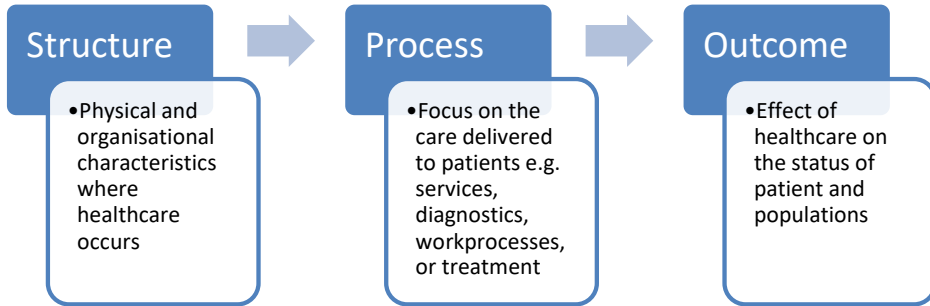 Structure
•Physical and
organisational
characteristics
where
healthcare
occurs
Process
•Focus on the
care delivered
to patients e.g.
services,
diagnostics,
workprocesses,
or treatment
Outcome
•Effect of
healthcare on
the status of
patient and
populations